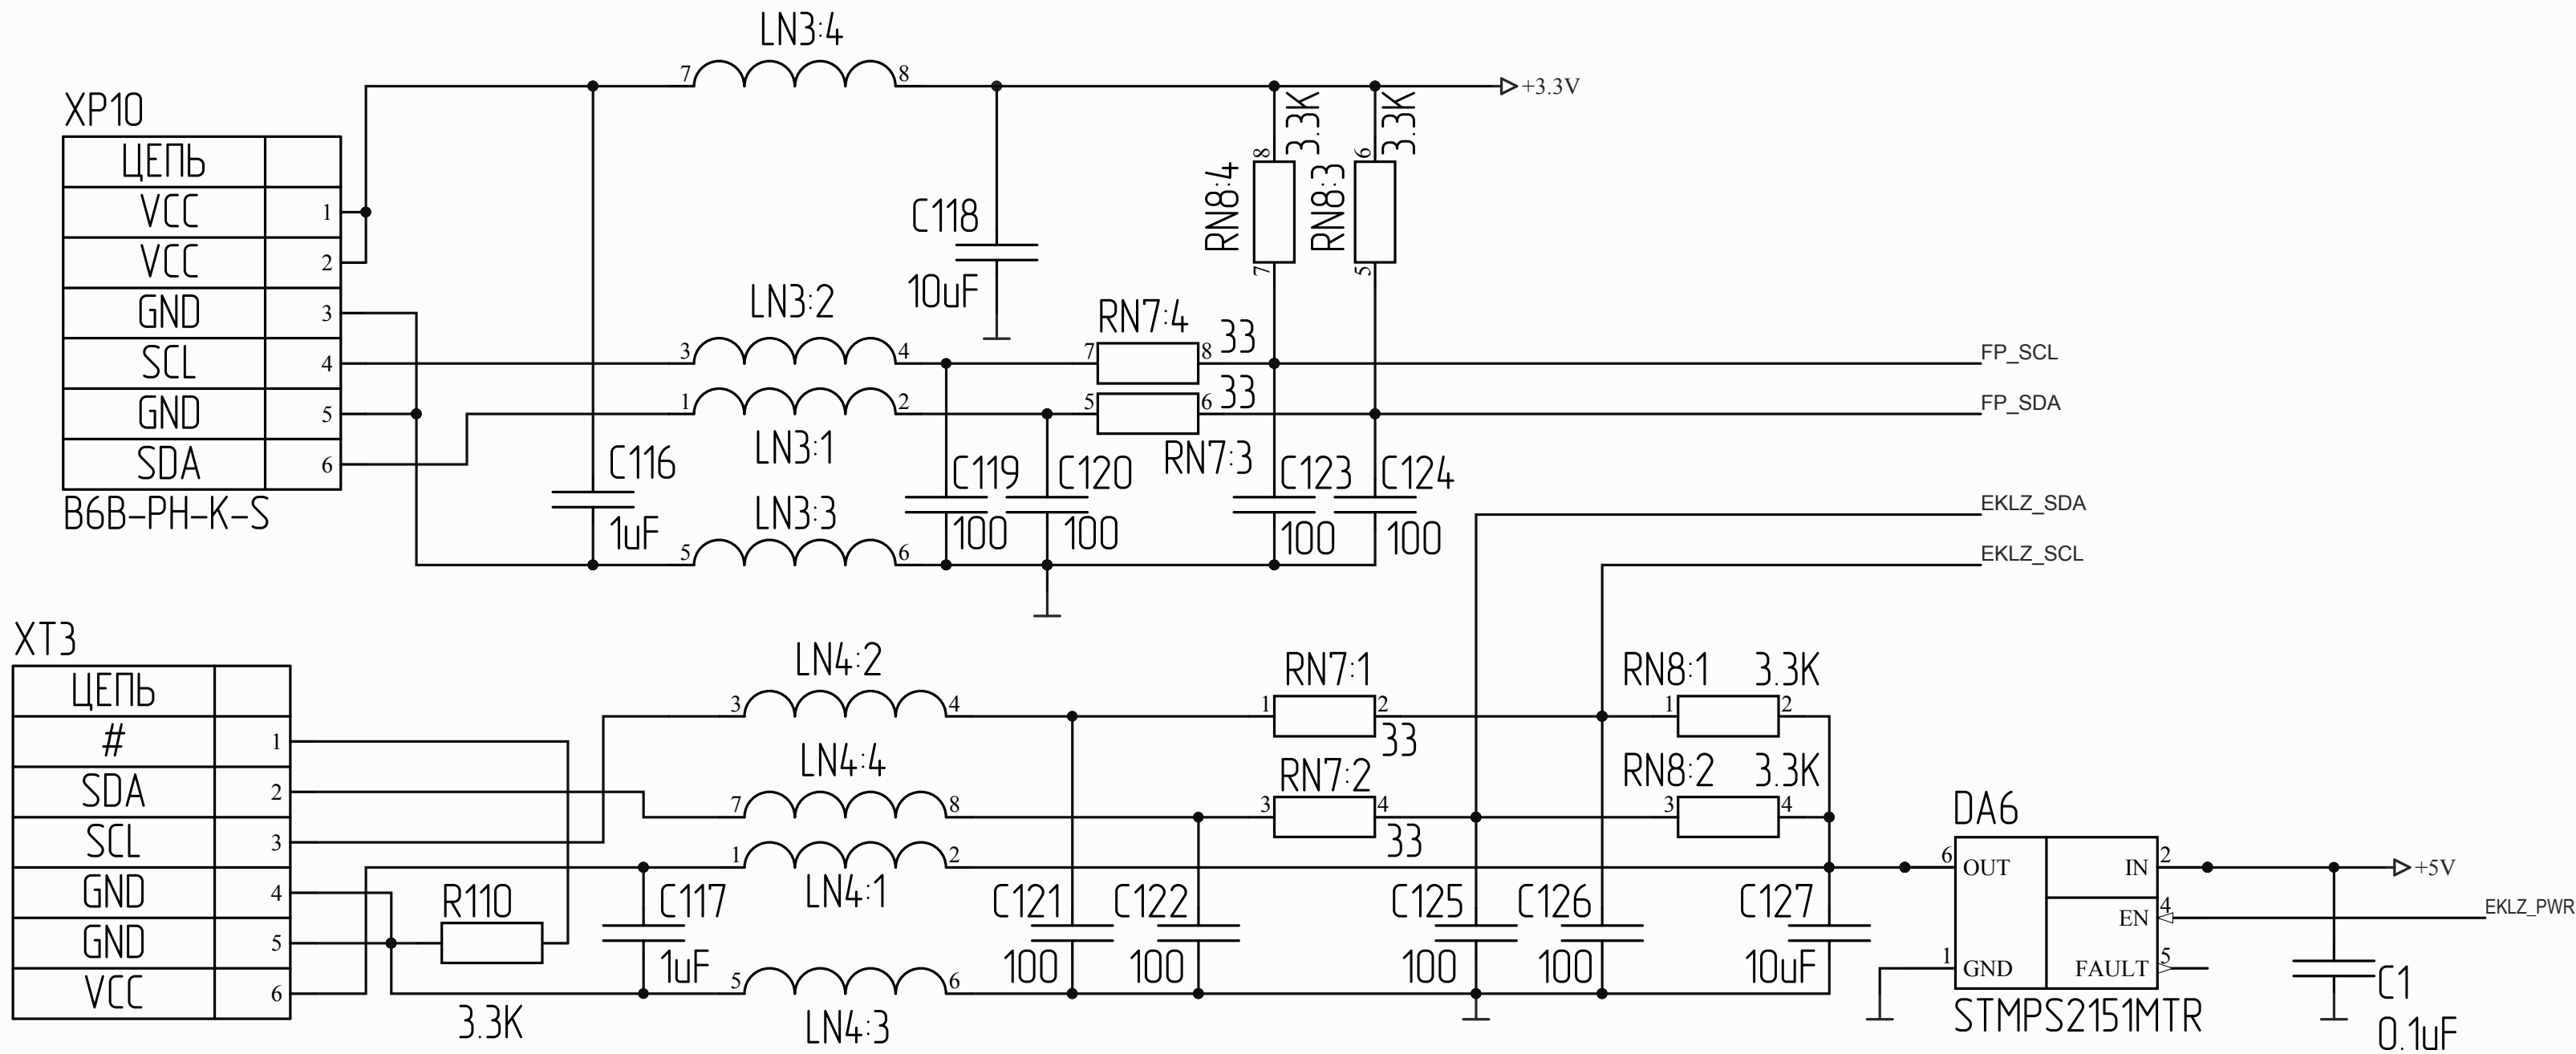 LN3:4
7
8
+3.3V
XP10
ЦЕПЬ
VCC 1
VCC 2
GND 3
SCL 4
GND 5
SDA 6
B6B-PH-K-S
C116
1uF
C118
10uF
RN8:4
8
7
3.3K
RN8:3
6
5
3.3K
LN3:2
3
4
RN7:4
7
8
33
FP_SCL
1
2
LN3:1
5
6
33
RN7:3
FP_SDA
C119
100
C120
100
C123
100
C124
100
LN3:3
5
6
EKLZ_SDA
EKLZ_SCL
XT3
ЦЕПЬ
# 1
SDA 2
SCL 3
GND 4
GND 5
VCC 6
R110
3.3K
C117
1uF
LN4:2
3
4
LN4:4
7
8
1
2
LN4:1
5
6
LN4:3
RN7:1
1
2
33
RN7:2
3
4
33
RN8:1 3.3K
1
2
RN8:2 3.3K
3
4
C121
100
C122
100
C125
100
C126
100
C127
10uF
DA6
6 OUT
IN 2
EN 4
1 GND
FAULT 5
STMPS2151MTR
+5V
EKLZ_PWR
C1
0.1uF